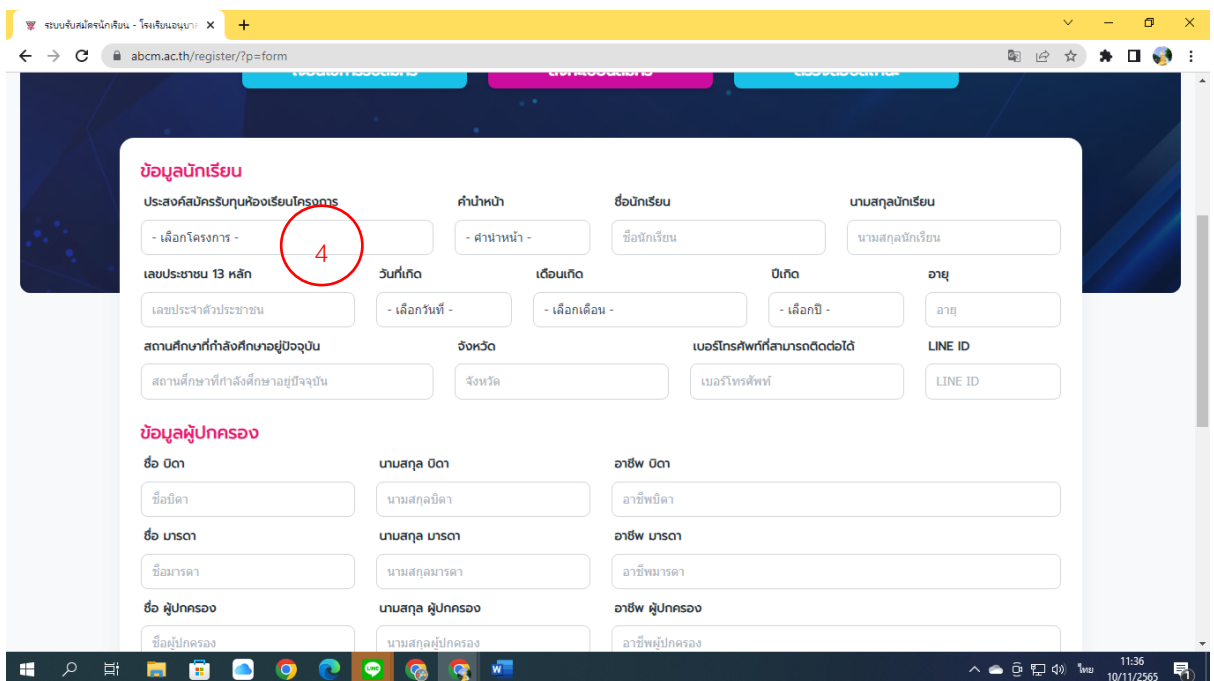 ระบบรับสมัครนักเรียน - โรงเรียนอนุบาล
abcm.ac.th/register/?p=form
ข้อมูลนักเรียน
ประสงค์สมัครรับทุนห้องเรียนโครงการ คำนำหน้า ชื่อนักเรียน นามสกุลนักเรียน
- เลือกโครงการ - 4 - คำนำหน้า - ชื่อนักเรียน นามสกุลนักเรียน
เลขประชาชน 13 หลัก วันที่เกิด เดือนเกิด ปีเกิด อายุ
เลขประจำตัวประชาชน - เลือกวันที่ - - เลือกเดือน - - เลือกปี - อายุ
สถานศึกษาที่กำลังศึกษาอยู่ปัจจุบัน จังหวัด เบอร์โทรศัพท์ที่สามารถติดต่อได้ LINE ID
สถานศึกษาที่กำลังศึกษาอยู่ปัจจุบัน จังหวัด เบอร์โทรศัพท์ LINE ID
ข้อมูลผู้ปกครอง
ชื่อ บิดา นามสกุล บิดา อาชีพ บิดา
ชื่อบิดา นามสกุลบิดา อาชีพบิดา
ชื่อ มารดา นามสกุล มารดา อาชีพ มารดา
ชื่อมารดา นามสกุลมารดา อาชีพมารดา
ชื่อ ผู้ปกครอง นามสกุล ผู้ปกครอง อาชีพ ผู้ปกครอง
ชื่อผู้ปกครอง นามสกุลผู้ปกครอง อาชีพผู้ปกครอง
LINE W ไทย 11:36
10/11/2565 1